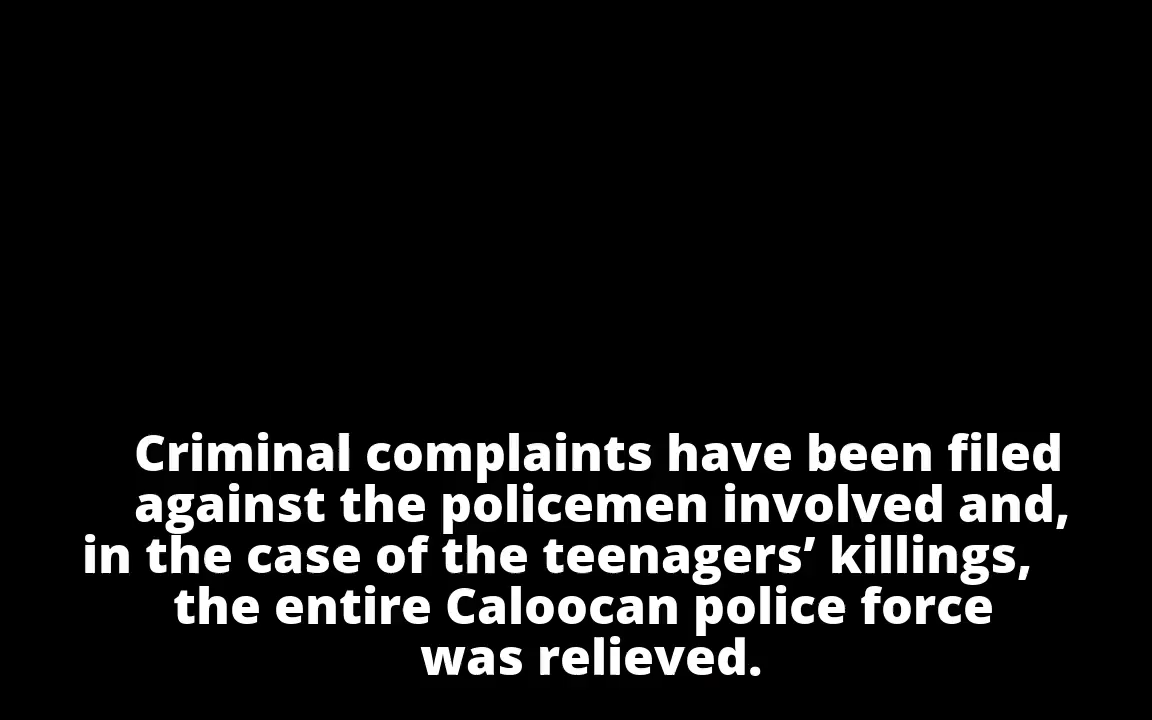 Criminal complaints have been filed
against the policemen involved and,
in the case of the teenagers’ killings,
the entire Caloocan police force
was relieved.